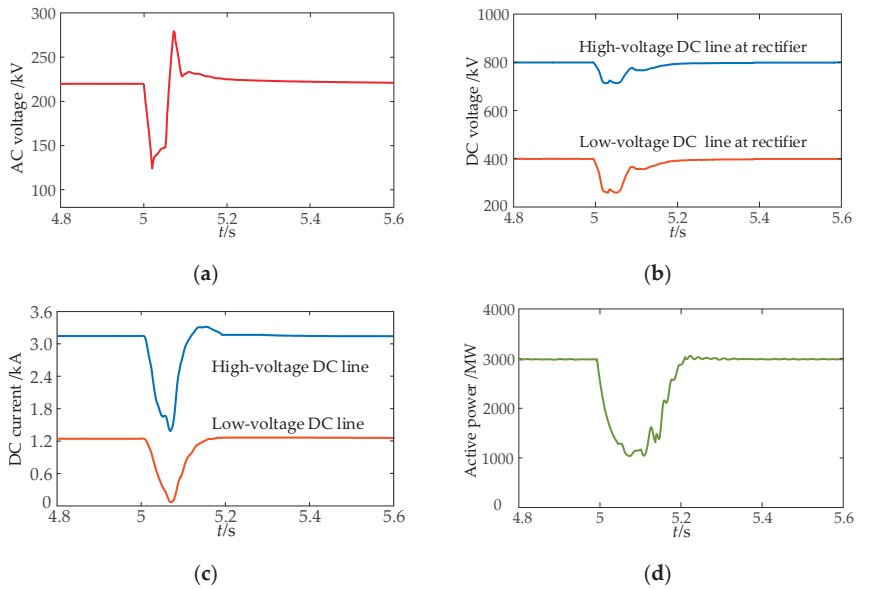 300
250
200
150
100
AC voltage /kV
4.8 5 5.2 5.4 5.6
t/s
(a)
1000
800
600
400
200
DC voltage /kV
High-voltage DC line at rectifier
Low-voltage DC line at rectifier
4.8 5 5.2 5.4 5.6
t/s
(b)
3.6
3.0
2.4
1.8
1.2
0.6
0
DC current /kA
High-voltage DC line
Low-voltage DC line
4.8 5 5.2 5.4 5.6
t/s
(c)
4000
3000
2000
1000
0
Active power /MW
4.8 5 5.2 5.4 5.6
t/s
(d)